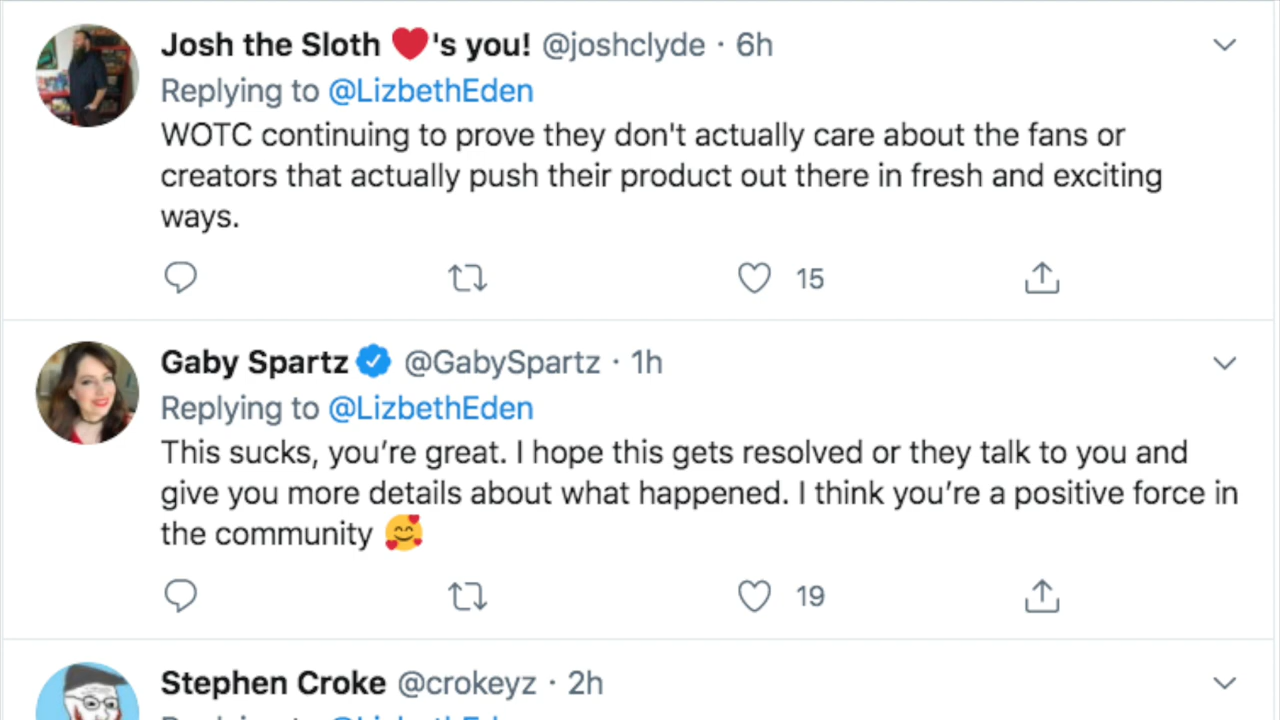 Josh the Sloth ❤️'s you! @joshclyde · 6h
Replying to @LizbethEden
WOTC continuing to prove they don't actually care about the fans or
creators that actually push their product out there in fresh and exciting
ways.
15
Gaby Spartz @GabySpartz · 1h
Replying to @LizbethEden
This sucks, you’re great. I hope this gets resolved or they talk to you and
give you more details about what happened. I think you’re a positive force in
the community 🥰
19
Stephen Croke @crokeyz · 2h